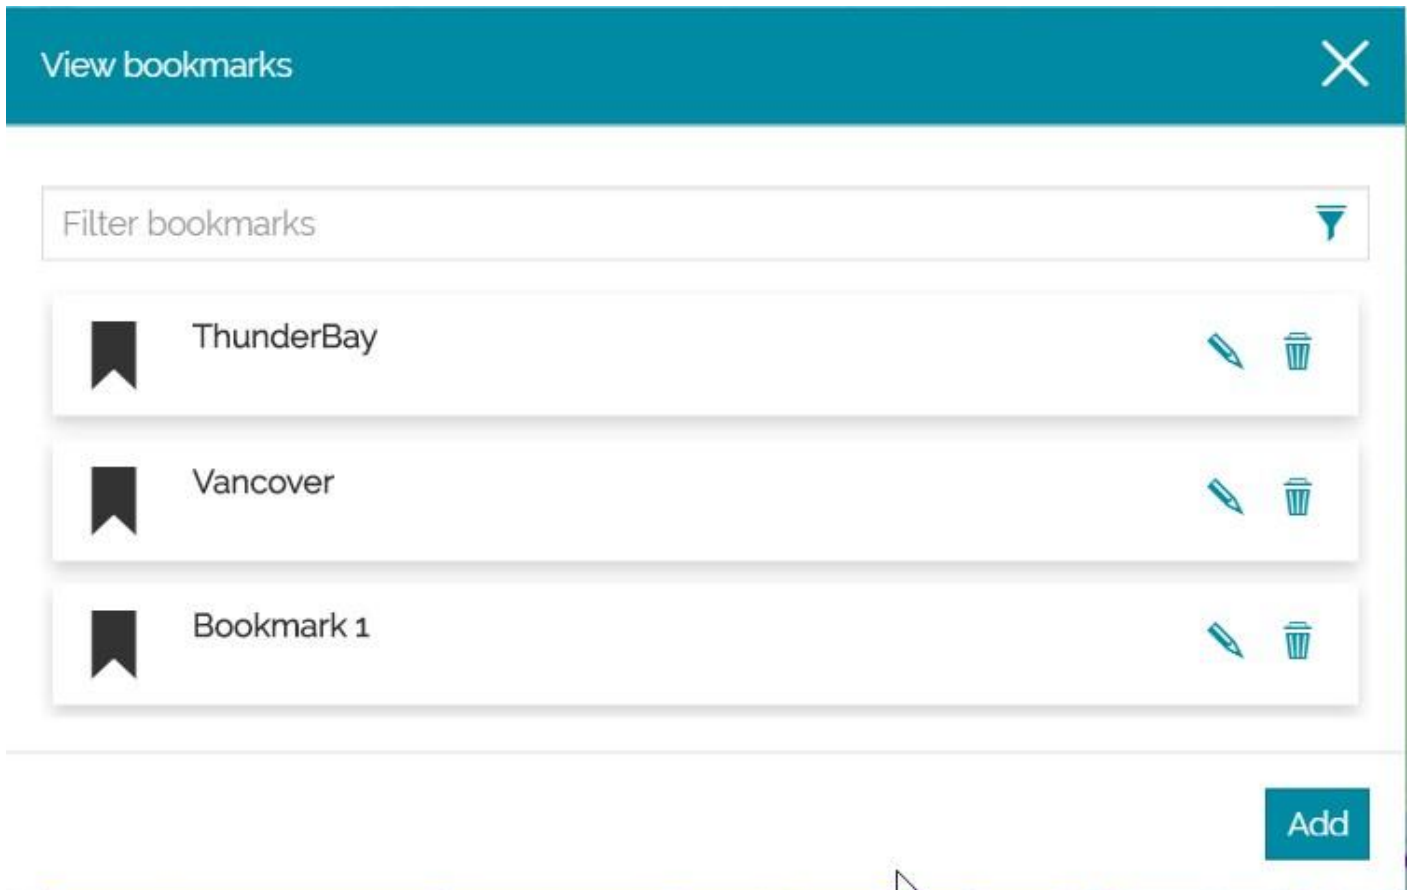 View bookmarks
Filter bookmarks
ThunderBay
Vancover
Bookmark 1
Add